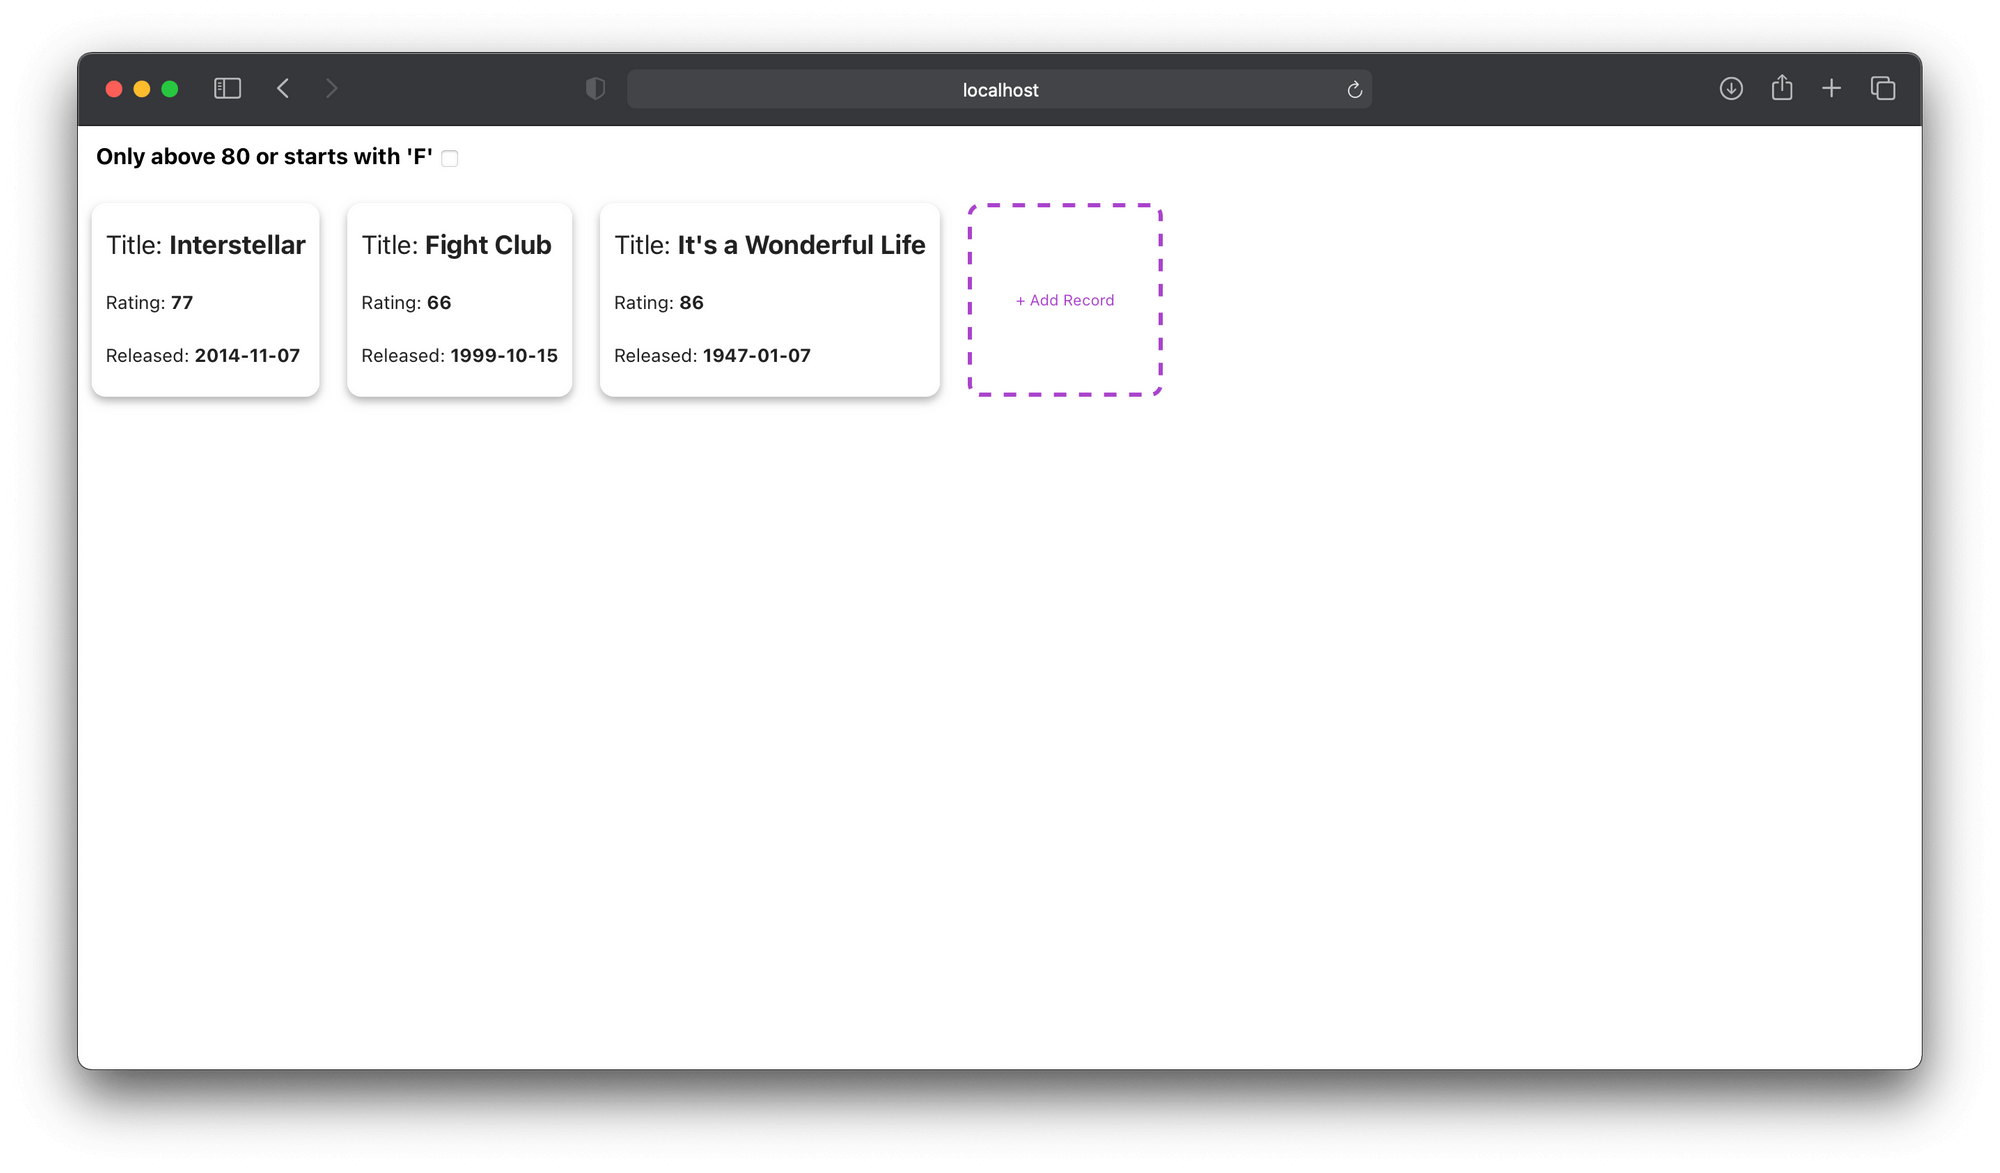 localhost
Only above 80 or starts with 'F'
Title: Interstellar
Rating: 77
Released: 2014-11-07
Title: Fight Club
Rating: 66
Released: 1999-10-15
Title: It's a Wonderful Life
Rating: 86
Released: 1947-01-07
+ Add Record